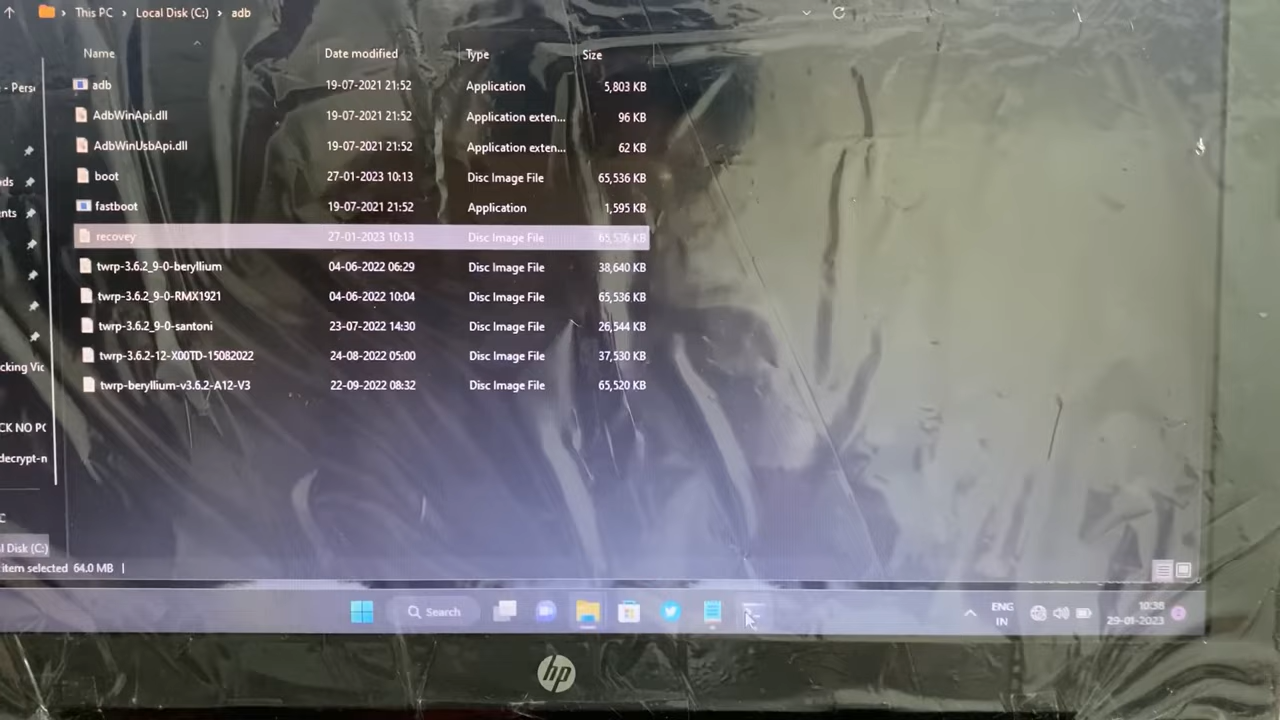 This PC > Local Disk (C:) > adb
Name Date modified Type Size
- Pers
adb 19-07-2021 21:52 Application 5,803 KB
AdbWinApi.dll 19-07-2021 21:52 Application exten... 96 KB
AdbWinUsbApi.dll 19-07-2021 21:52 Application exten... 62 KB
ds boot 27-01-2023 10:13 Disc Image File 65,536 KB
nts fastboot 19-07-2021 21:52 Application 1,595 KB
recovey 27-01-2023 10:13 Disc Image File 65,536 KB
twrp-3.6.2_9-0-beryllium 04-06-2022 06:29 Disc Image File 38,640 KB
twrp-3.6.2_9-0-RMX1921 04-06-2022 10:04 Disc Image File 65,536 KB
twrp-3.6.2_9-0-santoni 23-07-2022 14:30 Disc Image File 26,544 KB
twrp-3.6.2-12-X00TD-15082022 24-08-2022 05:00 Disc Image File 37,530 KB
cking Vic
twrp-beryllium-v3.6.2-A12-V3 22-09-2022 08:32 Disc Image File 65,520 KB
CK NO PC
decrypt-n
C
l Disk (C:)
item selected 64.0 MB
Search
ENG
IN
10:38
29-01-2023
hp